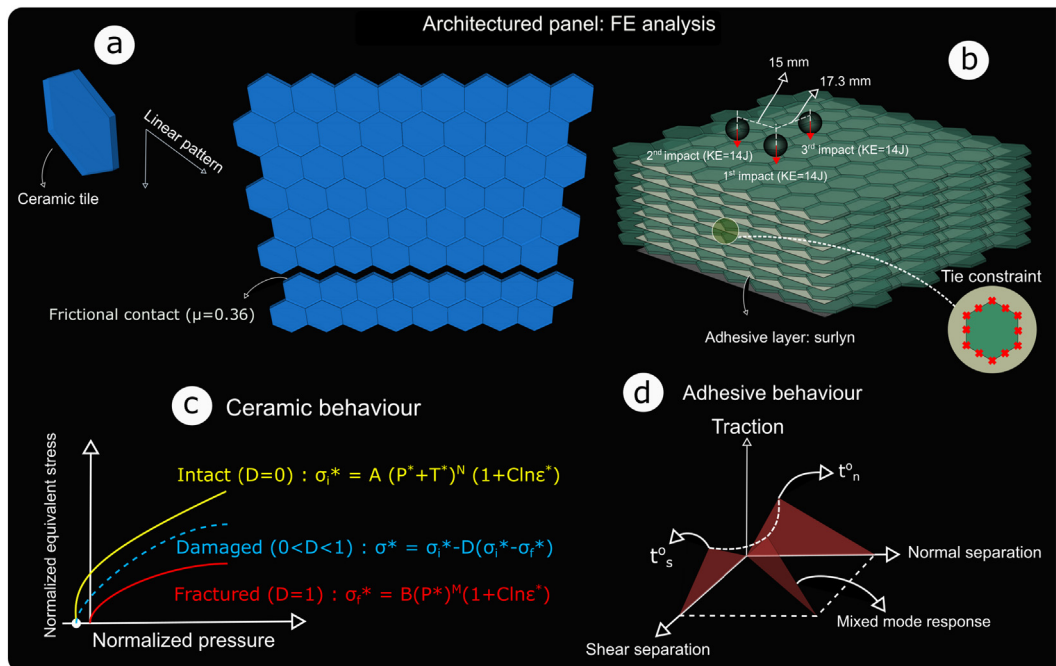 Architectured panel: FE analysis
a
Linear pattern
Ceramic tile
Frictional contact (μ=0.36)
b
15 mm
17.3 mm
2nd impact (KE=14J)
3rd impact (KE=14J)
1st impact (KE=14J)
Tie constraint
Adhesive layer: surlyn
c Ceramic behaviour
Normalized equivalent stress
Intact (D=0) : σi* = A (P*+T*)^N (1+Clnε*)
Damaged (0<D<1) : σ* = σi*-D(σi*-σf*)
Fractured (D=1) : σf* = B(P*)^M(1+Clnε*)
Normalized pressure
d Adhesive behaviour
Traction
t°n
t°s
Normal separation
Mixed mode response
Shear separation